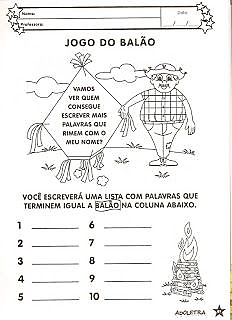 Nome:
Data
Professora:
JOGO DO BALÃO
VAMOS
VER QUEM
CONSEGUE
ESCREVER MAIS
PALAVRAS QUE
RIMEM COM O
MEU NOME?
VOCÊ ESCREVERÁ UMA LISTA COM PALAVRAS QUE
TERMINEM IGUAL A BALÃO NA COLUNA ABAIXO.
1 6
2 7
3 8
4 9
5 10
ADOLETRA